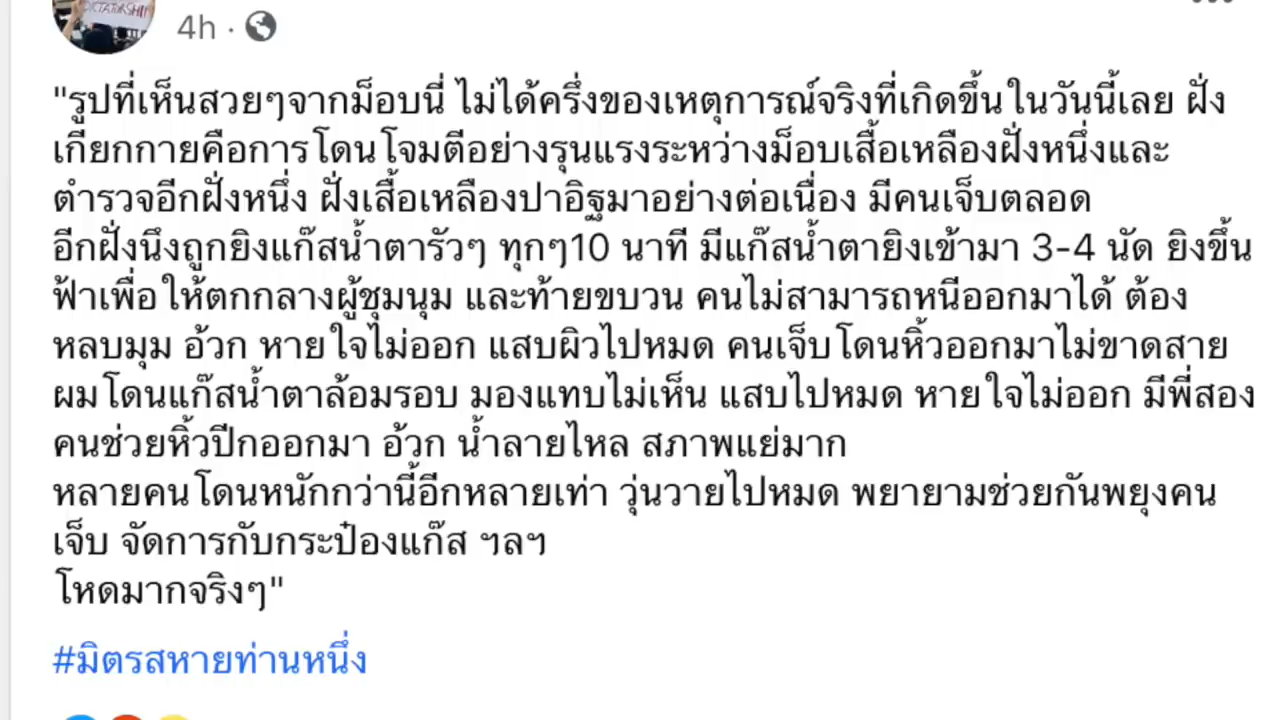 DICTATORSHIP
4h ·
"รูปที่เห็นสวยๆจากม็อบนี่ ไม่ได้ครึ่งของเหตุการณ์จริงที่เกิดขึ้นในวันนี้เลย ฝั่ง
เกียกกายคือการโดนโจมตีอย่างรุนแรงระหว่างม็อบเสื้อเหลืองฝั่งหนึ่งและ
ตำรวจอีกฝั่งหนึ่ง ฝั่งเสื้อเหลืองปาอิฐมาอย่างต่อเนื่อง มีคนเจ็บตลอด
อีกฝั่งนึงถูกยิงแก๊สน้ำตารัวๆ ทุกๆ10 นาที มีแก๊สน้ำตายิงเข้ามา 3-4 นัด ยิงขึ้น
ฟ้าเพื่อให้ตกกลางผู้ชุมนุม และท้ายขบวน คนไม่สามารถหนีออกมาได้ ต้อง
หลบมุม อ้วก หายใจไม่ออก แสบผิวไปหมด คนเจ็บโดนหิ้วออกมาไม่ขาดสาย
ผมโดนแก๊สน้ำตาล้อมรอบ มองแทบไม่เห็น แสบไปหมด หายใจไม่ออก มีพี่สอง
คนช่วยหิ้วปีกออกมา อ้วก น้ำลายไหล สภาพแย่มาก
หลายคนโดนหนักกว่านี้อีกหลายเท่า วุ่นวายไปหมด พยายามช่วยกันพยุงคน
เจ็บ จัดการกับกระป๋องแก๊ส ฯลฯ
โหดมากจริงๆ"
#มิตรสหายท่านหนึ่ง